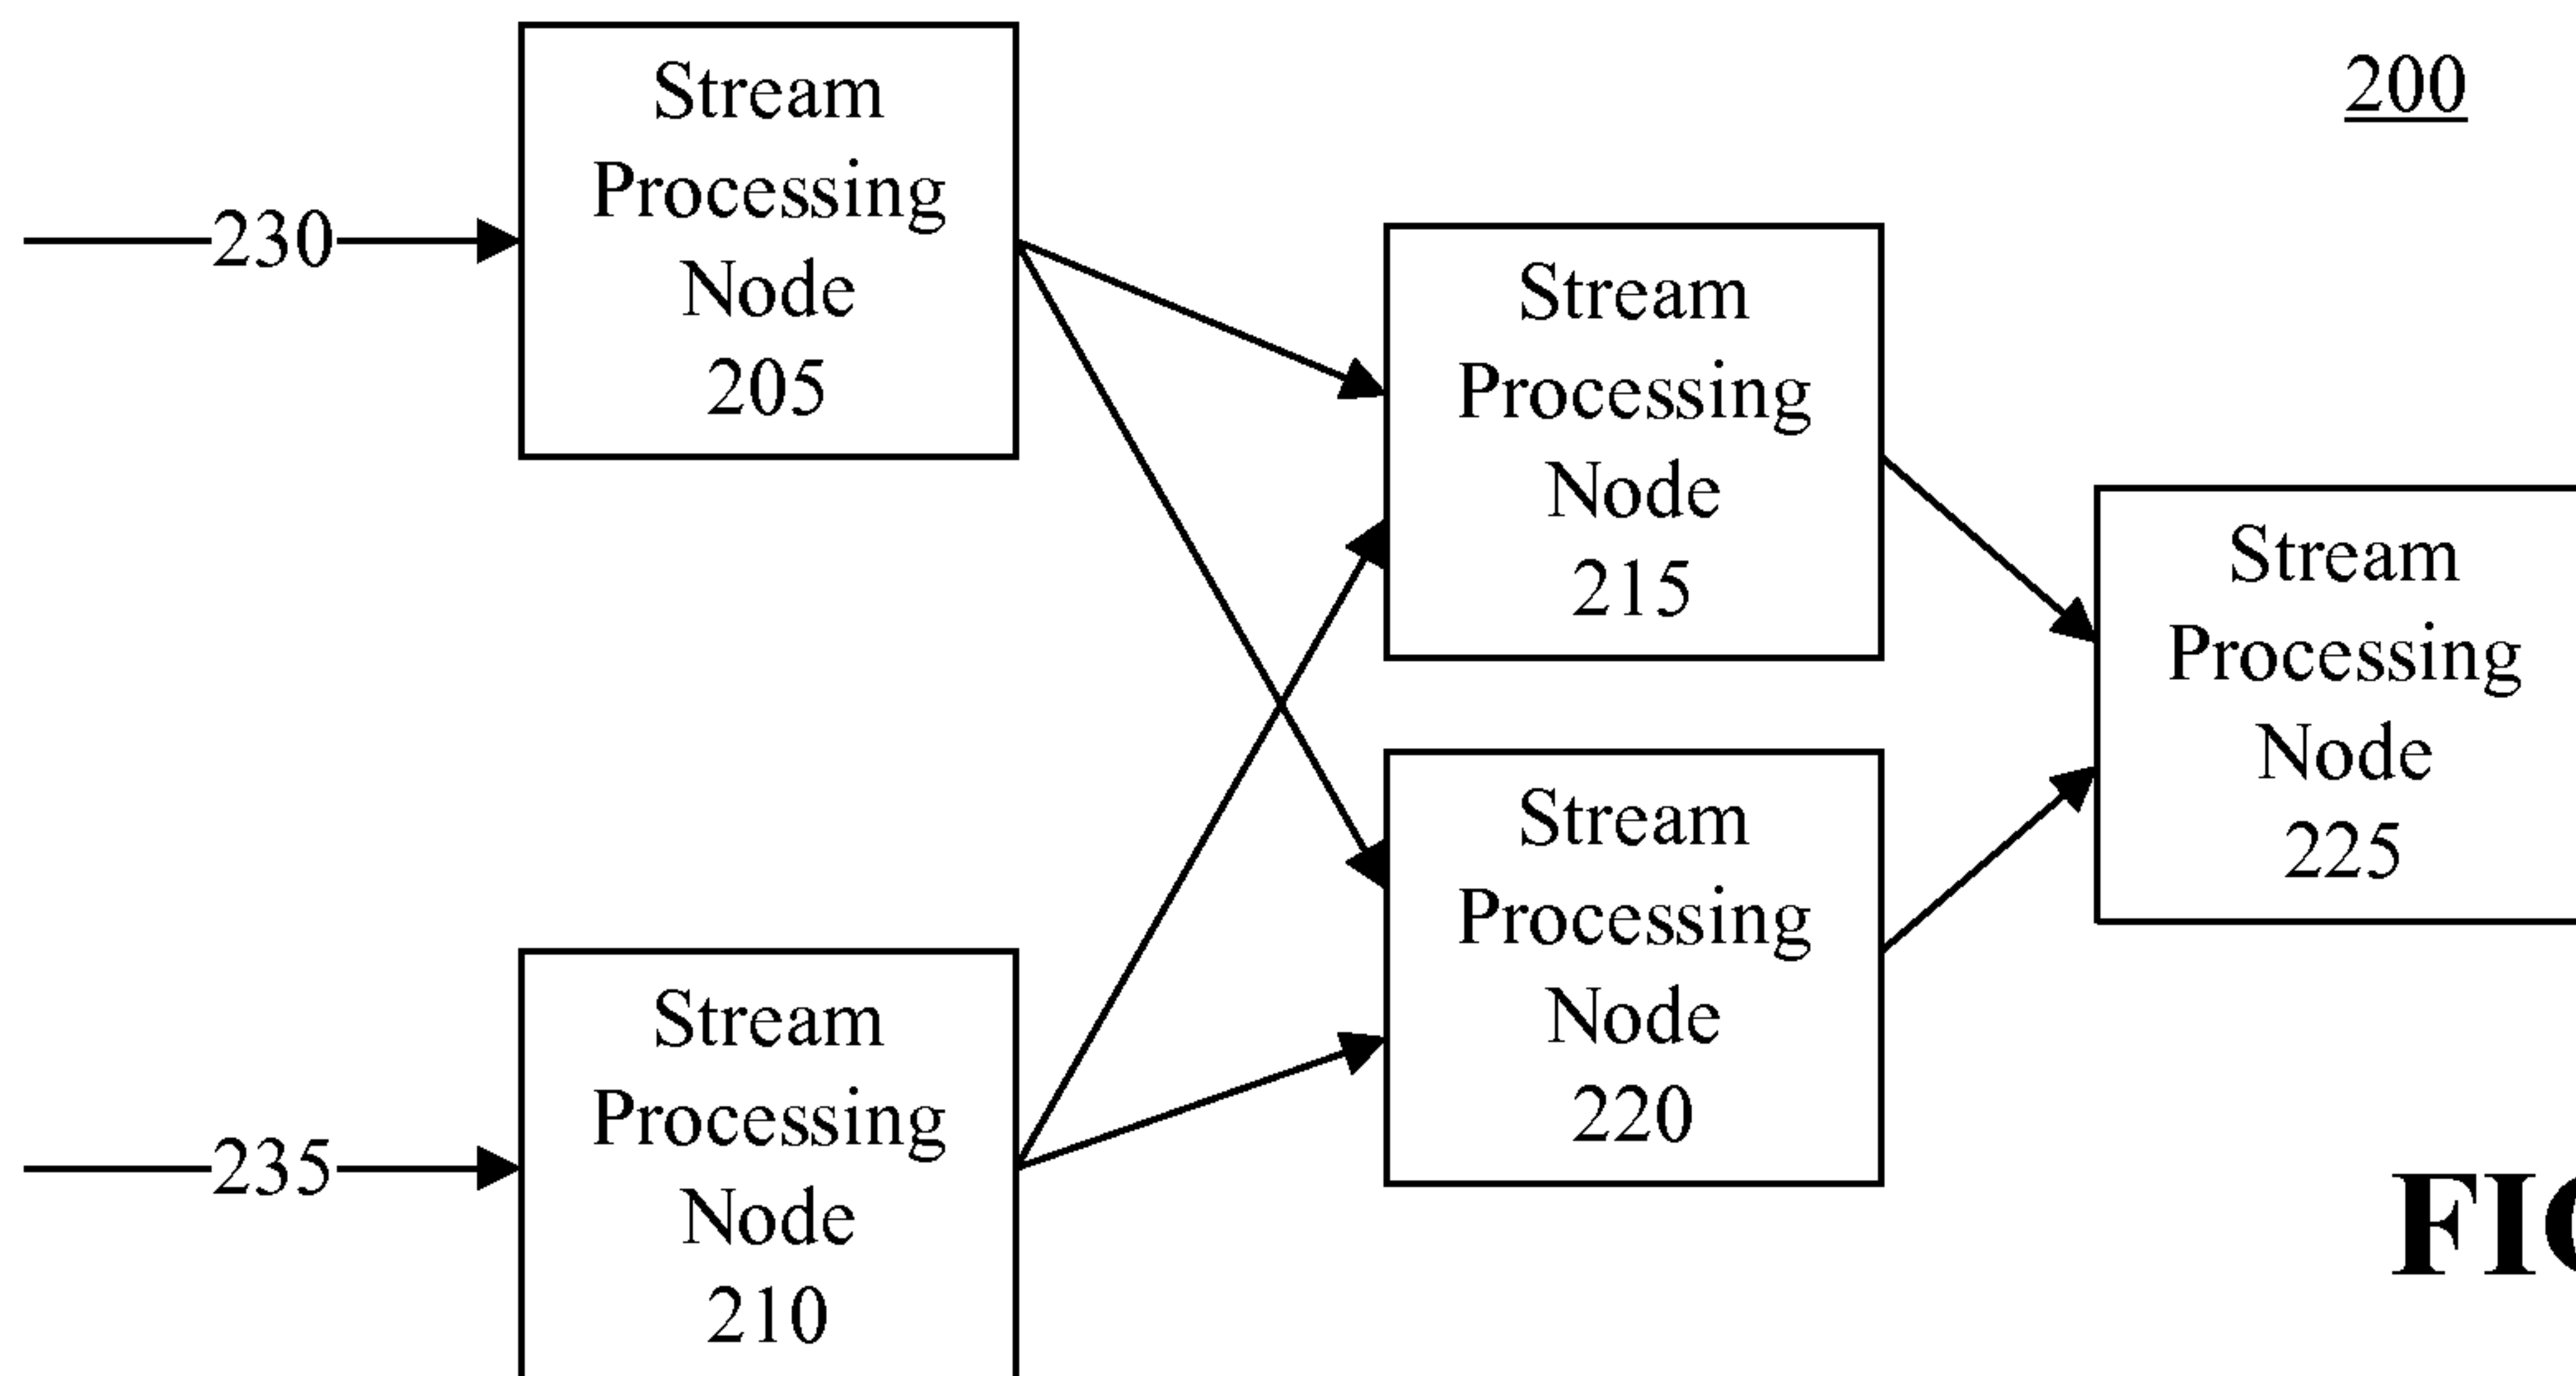 200
Stream
Processing
Node
205
230
Stream
Processing
Node
215
Stream
Processing
Node
225
Stream
Processing
Node
220
Stream
Processing
Node
210
235